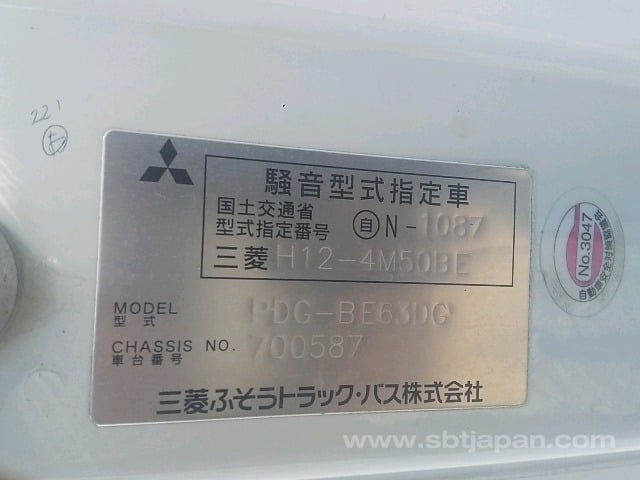 22'
騒音型式指定車
国土交通省
型式指定番号 自 N-1087
三菱 H12-4M50BE
MODEL PDG-BE63DG
型式
CHASSIS NO. 700587
車台番号
三菱ふそうトラック・バス株式会社
No.3047
www.sbtjapan.com